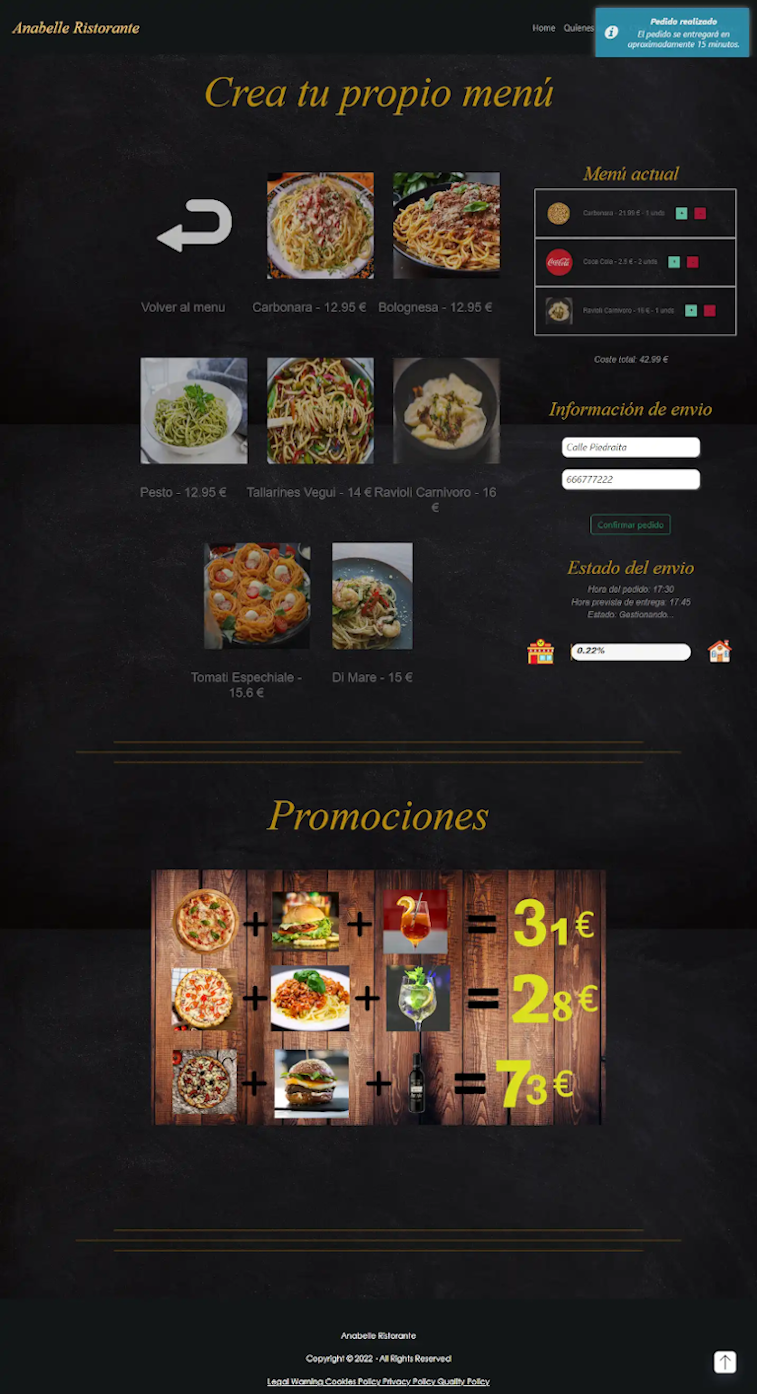 Anabelle Ristorante
Home Quienes
Pedido realizado
El pedido se entregará en
aproximadamente 15 minutos.
Crea tu propio menú
Volver al menu
Carbonara - 12.95 €
Bolognesa - 12.95 €
Pesto - 12.95 €
Tallarines Vegui - 14 €
Ravioli Carnivoro - 16
€
Tomati Espechiale -
15.6 €
Di Mare - 15 €
Menú actual
Carbonara - 21.99 € - 1 unds
+ -
Coca Cola
Coca Cola - 2.5 € - 2 unds
+ -
Ravioli Carnivoro - 16 € - 1 unds
+ -
Coste total: 42.99 €
Información de envio
Calle Piedraita
666777222
Confirmar pedido
Estado del envio
Hora del pedido: 17:30
Hora prevista de entrega: 17:45
Estado: Gestionando...
0.22%
Promociones
+ + = 31€
+ + = 28€
+ + = 73€
Anabelle Ristorante
Copyright © 2022 - All Rights Reserved
Legal Warning Cookies Policy Privacy Policy Quality Policy